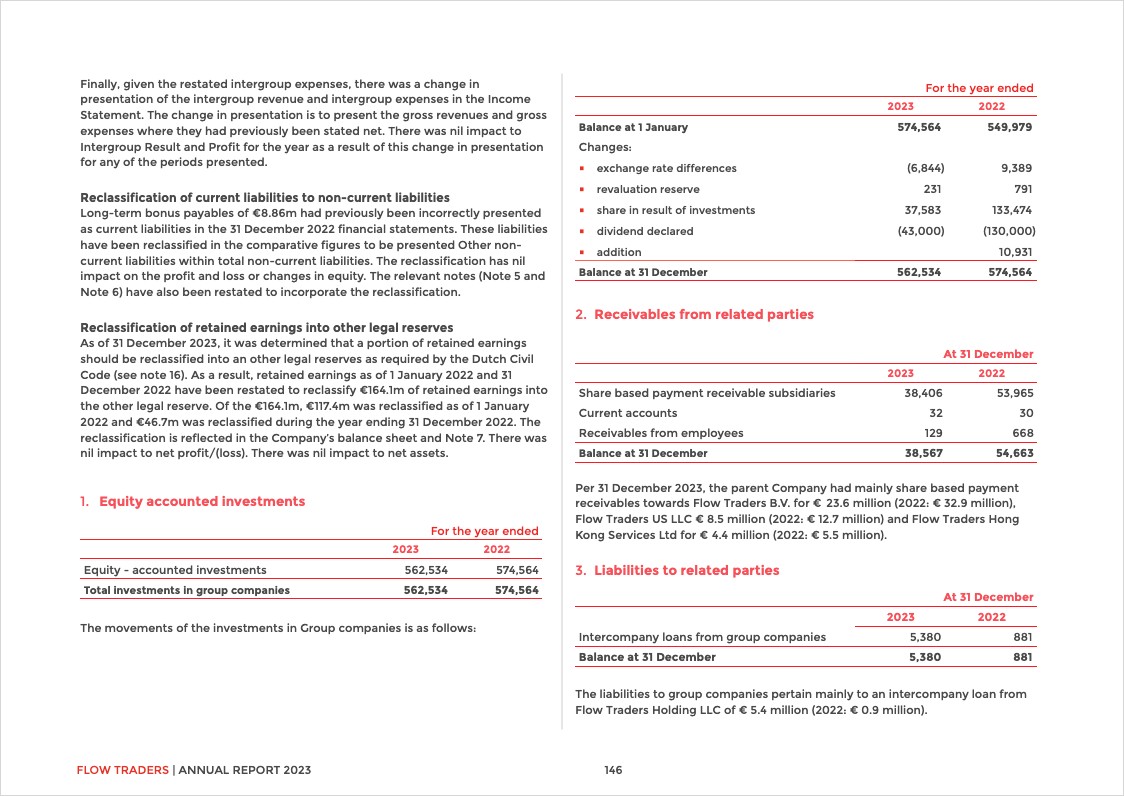 Finally, given the restated intergroup expenses, there was a change in
presentation of the intergroup revenue and intergroup expenses in the Income
Statement. The change in presentation is to present the gross revenues and gross
expenses where they had previously been stated net. There was nil impact to
Intergroup Result and Profit for the year as a result of this change in presentation
for any of the periods presented.
Reclassification of current liabilities to non-current liabilities
Long-term bonus payables of €8.86m had previously been incorrectly presented
as current liabilities in the 31 December 2022 financial statements. These liabilities
have been reclassified in the comparative figures to be presented Other non-
current liabilities within total non-current liabilities. The reclassification has nil
impact on the profit and loss or changes in equity. The relevant notes (Note 5 and
Note 6) have also been restated to incorporate the reclassification.
Reclassification of retained earnings into other legal reserves
As of 31 December 2023, it was determined that a portion of retained earnings
should be reclassified into an other legal reserves as required by the Dutch Civil
Code (see note 16). As a result, retained earnings as of 1 January 2022 and 31
December 2022 have been restated to reclassify €164.1m of retained earnings into
the other legal reserve. Of the €164.1m, €117.4m was reclassified as of 1 January
2022 and €46.7m was reclassified during the year ending 31 December 2022. The
reclassification is reflected in the Company's balance sheet and Note 7. There was
nil impact to net profit/(loss). There was nil impact to net assets.
1. Equity accounted investments
For the year ended
2023 2022
Equity - accounted investments 562,534 574,564
Total investments in group companies 562,534 574,564
The movements of the investments in Group companies is as follows:
For the year ended
2023 2022
Balance at 1 January 574,564 549,979
Changes:
▪ exchange rate differences (6,844) 9,389
▪ revaluation reserve 231 791
▪ share in result of investments 37,583 133,474
▪ dividend declared (43,000) (130,000)
▪ addition 10,931
Balance at 31 December 562,534 574,564
2. Receivables from related parties
At 31 December
2023 2022
Share based payment receivable subsidiaries 38,406 53,965
Current accounts 32 30
Receivables from employees 129 668
Balance at 31 December 38,567 54,663
Per 31 December 2023, the parent Company had mainly share based payment
receivables towards Flow Traders B.V. for € 23.6 million (2022: € 32.9 million),
Flow Traders US LLC € 8.5 million (2022: € 12.7 million) and Flow Traders Hong
Kong Services Ltd for € 4.4 million (2022: € 5.5 million).
3. Liabilities to related parties
At 31 December
2023 2022
Intercompany loans from group companies 5,380 881
Balance at 31 December 5,380 881
The liabilities to group companies pertain mainly to an intercompany loan from
Flow Traders Holding LLC of € 5.4 million (2022: € 0.9 million).
FLOW TRADERS | ANNUAL REPORT 2023 146